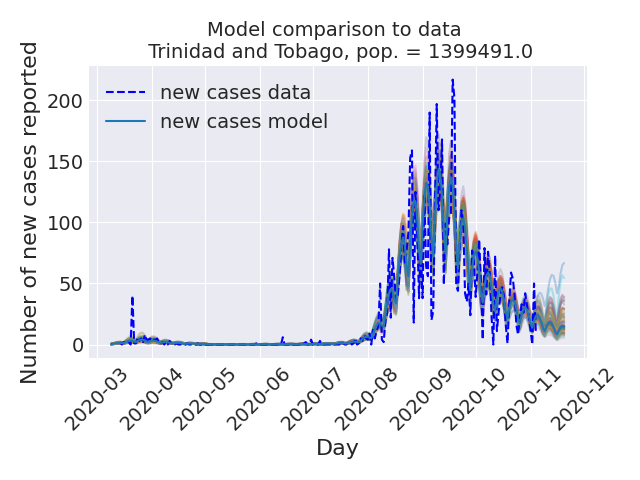 Model comparison to data
Trinidad and Tobago, pop. = 1399491.0
Number of new cases reported
200
150
100
50
0
new cases data
new cases model
2020-03
2020-04
2020-05
2020-06
2020-07
2020-08
2020-09
2020-10
2020-11
2020-12
Day